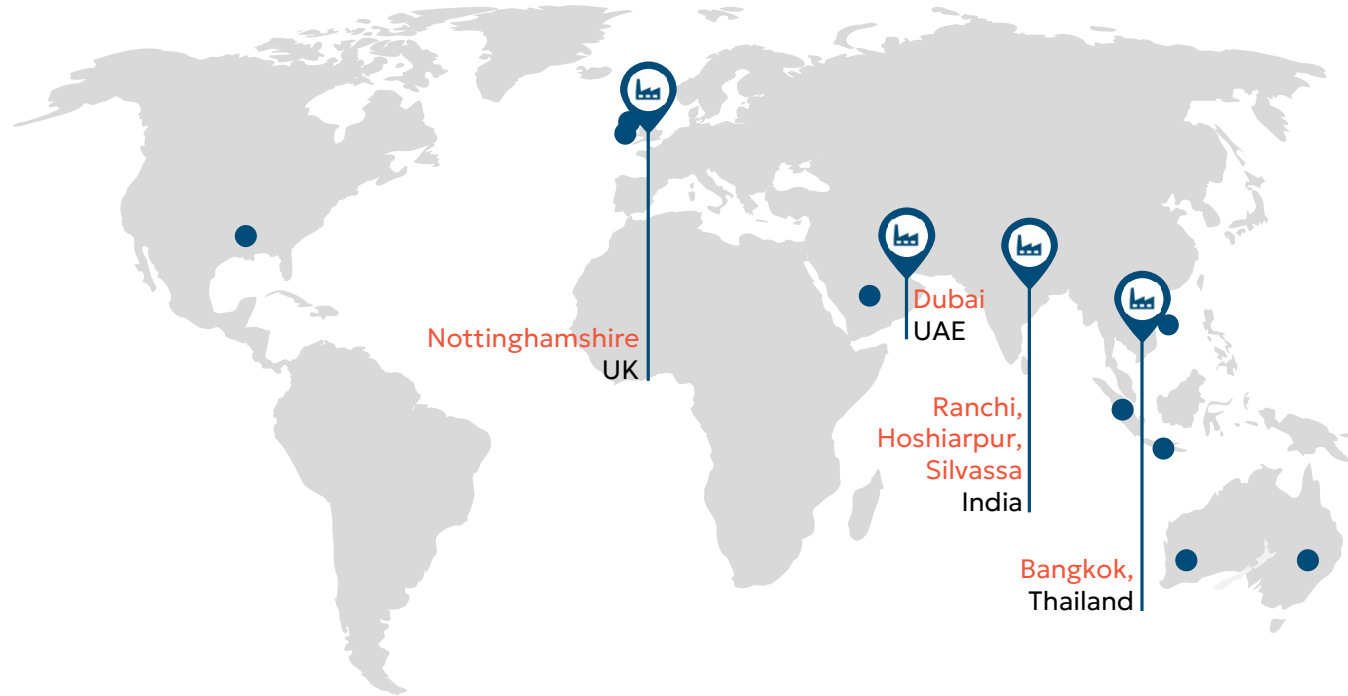 Nottinghamshire
UK
Dubai
UAE
Ranchi,
Hoshiarpur,
Silvassa
India
Bangkok,
Thailand